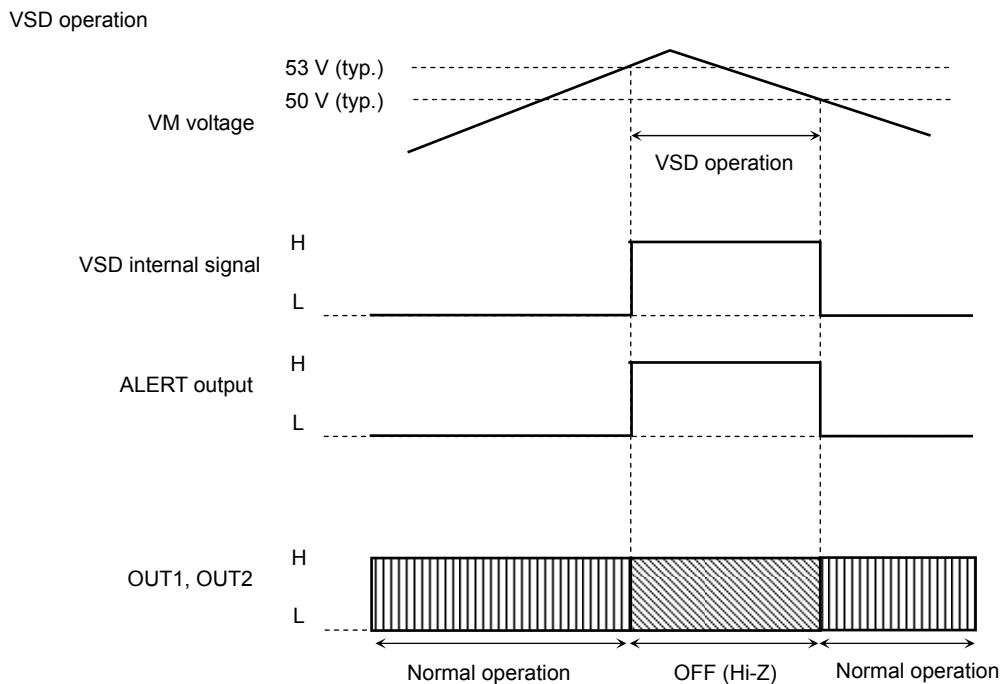 VSD operation
53 V (typ.)
50 V (typ.)
VM voltage
VSD operation
H
VSD internal signal
L
H
ALERT output
L
H
OUT1, OUT2
L
Normal operation
OFF (Hi-Z)
Normal operation